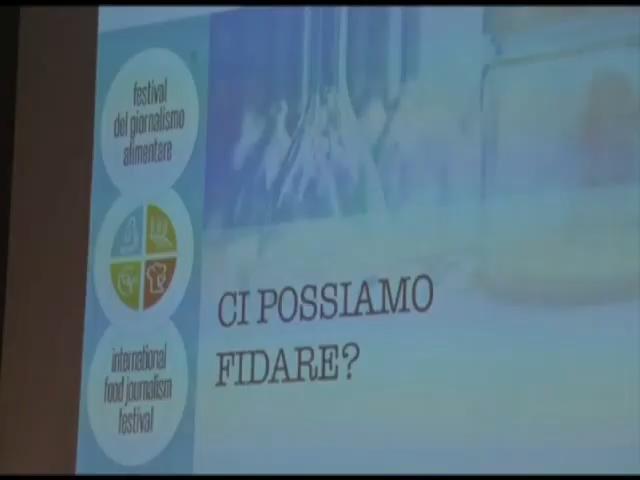 festival
del giornalismo
alimentare
international
food journalism
festival
CI POSSIAMO
FIDARE?